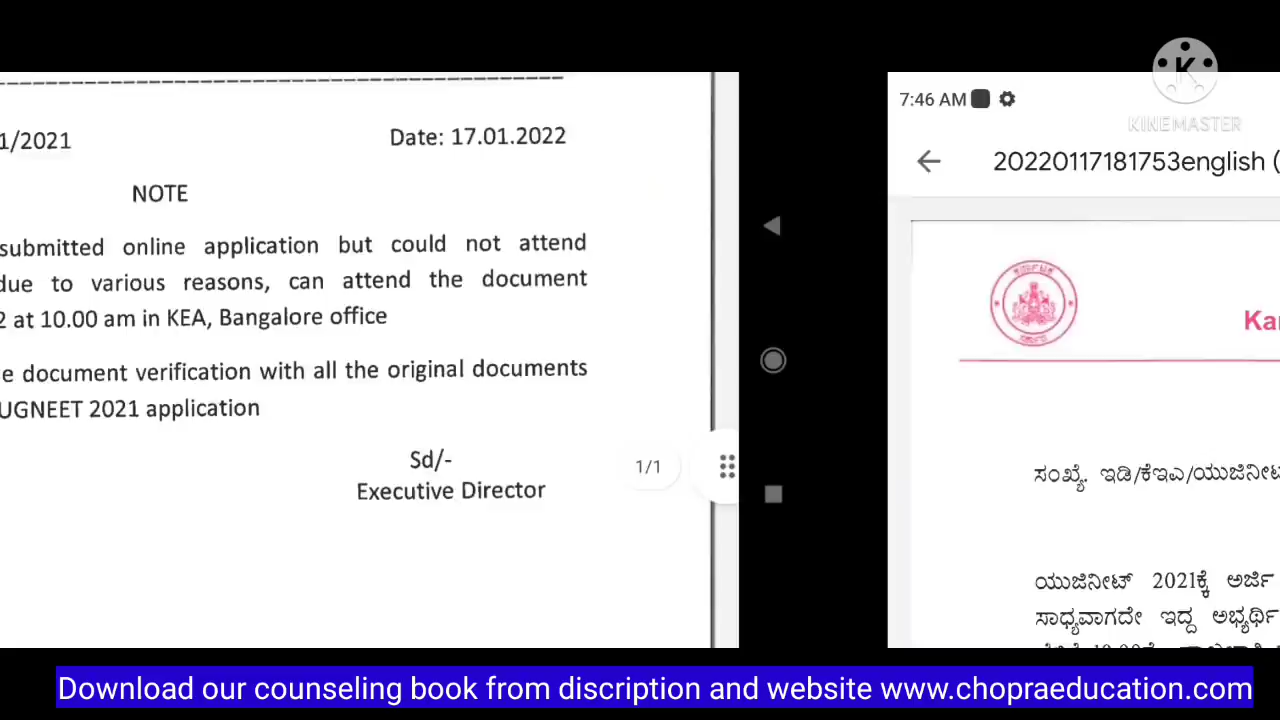 1/2021
Date: 17.01.2022
NOTE
submitted online application but could not attend
due to various reasons, can attend the document
2 at 10.00 am in KEA, Bangalore office
e document verification with all the original documents
UGNEET 2021 application
Sd/-
Executive Director
1/1
7:46 AM
20220117181753english (
Kar
ಸಂಖ್ಯೆ. ಇಡಿ/ಕೆಇಎ/ಯುಜಿನೀಟ
ಯುಜಿನೀಟ್ 2021ಕ್ಕೆ ಅರ್ಜಿ
ಸಾಧ್ಯವಾಗದೇ ಇದ್ದ ಅಭ್ಯರ್ಥಿ
KINEMASTER
Download our counseling book from discription and website www.chopraeducation.com